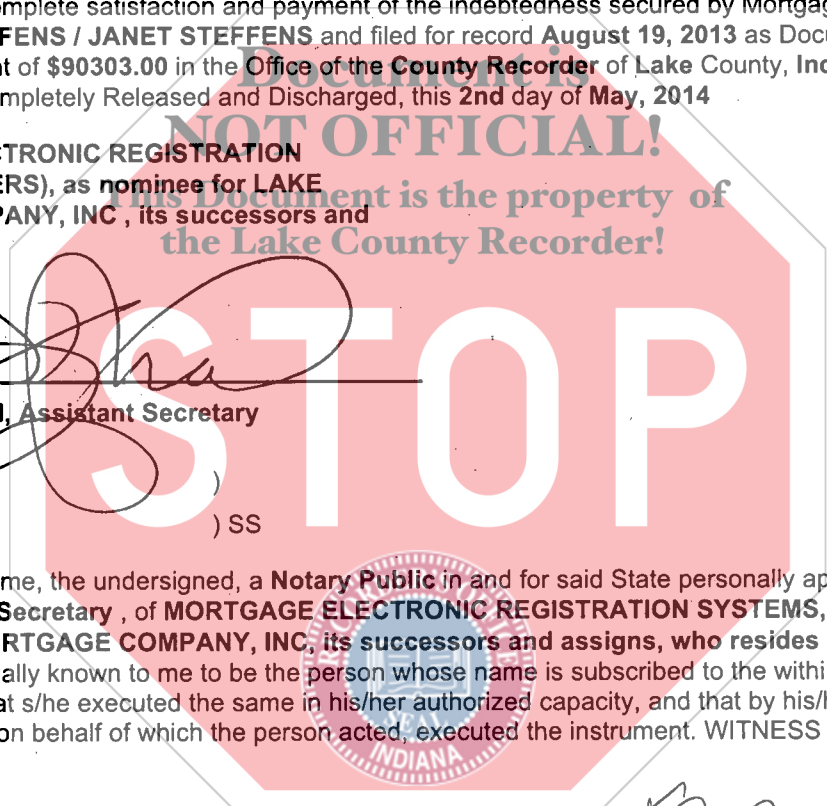 mplete satisfaction and payment of the indebtedness secured by Mortgag
FFENS / JANET STEFFENS and filed for record August 19, 2013 as Docu
nt of $90303.00 in the Office of the County Recorder of Lake County, Ind
mpletely Released and Discharged, this 2nd day of May, 2014
Document is
NOT OFFICIAL!
This Document is the property of
the Lake County Recorder!
CTRONIC REGISTRATION
ERS), as nominee for LAKE
PANY, INC , its successors and
STOP
, Assistant Secretary
)
) SS
me, the undersigned, a Notary Public in and for said State personally ap
Secretary , of MORTGAGE ELECTRONIC REGISTRATION SYSTEMS,
RTGAGE COMPANY, INC, its successors and assigns, who resides
ally known to me to be the person whose name is subscribed to the withi
at s/he executed the same in his/her authorized capacity, and that by his/h
on behalf of which the person acted, executed the instrument. WITNESS
SEAL
INDIANA